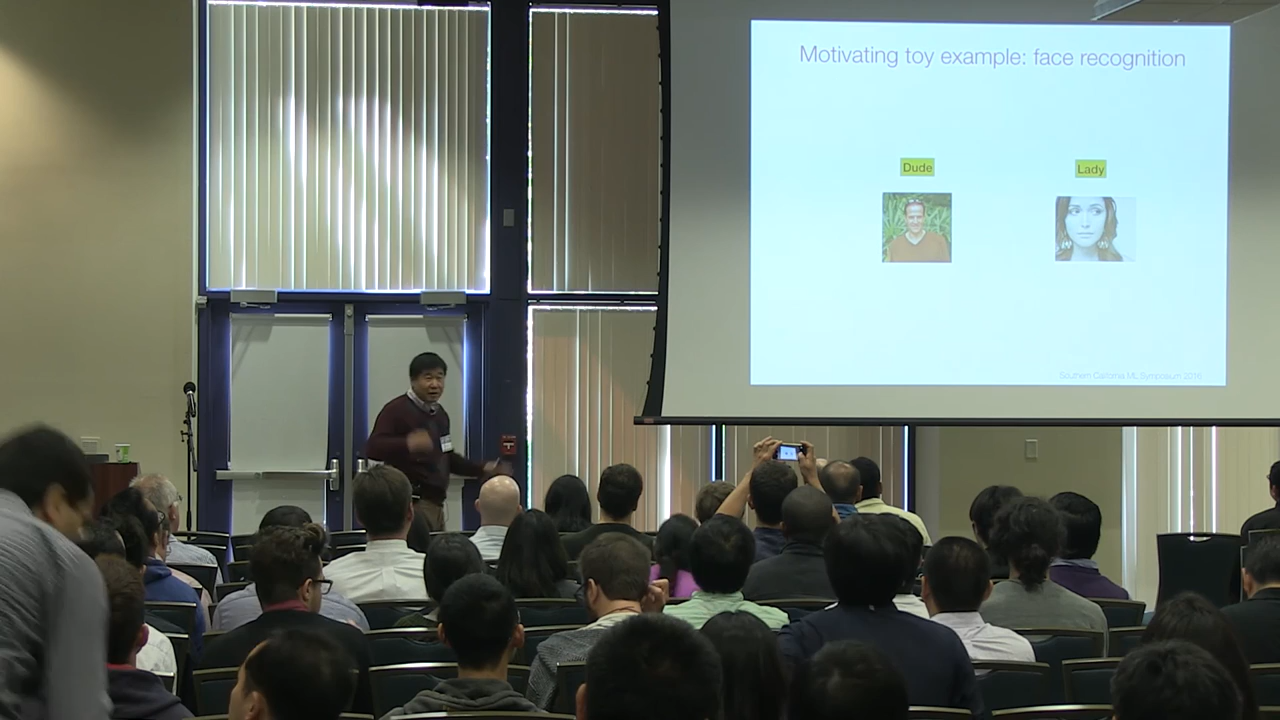 Motivating toy example: face recognition
Dude
Lady
Southern California ML Symposium 2016